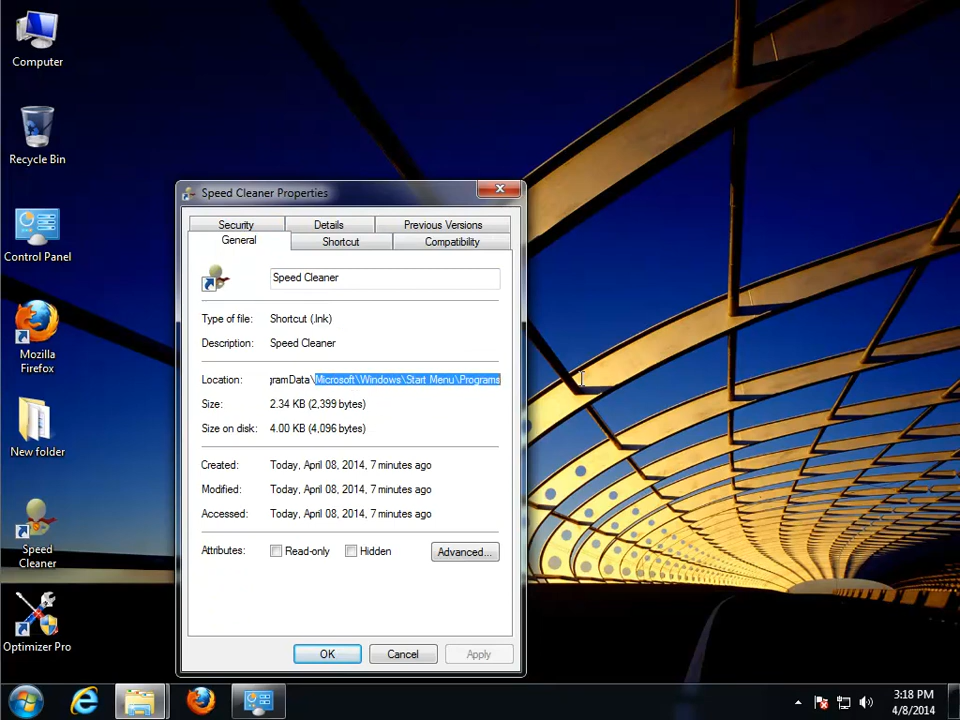 Computer
Recycle Bin
Control Panel
Mozilla
Firefox
New folder
Speed
Cleaner
Optimizer Pro
Speed Cleaner Properties
Security
Details
Previous Versions
General
Shortcut
Compatibility
Speed Cleaner
Type of file: Shortcut (.lnk)
Description: Speed Cleaner
Location: gramData\Microsoft\Windows\Start Menu\Programs
Size: 2.34 KB (2,399 bytes)
Size on disk: 4.00 KB (4,096 bytes)
Created: Today, April 08, 2014, 7 minutes ago
Modified: Today, April 08, 2014, 7 minutes ago
Accessed: Today, April 08, 2014, 7 minutes ago
Attributes: Read-only Hidden Advanced...
OK Cancel Apply
3:18 PM
4/8/2014